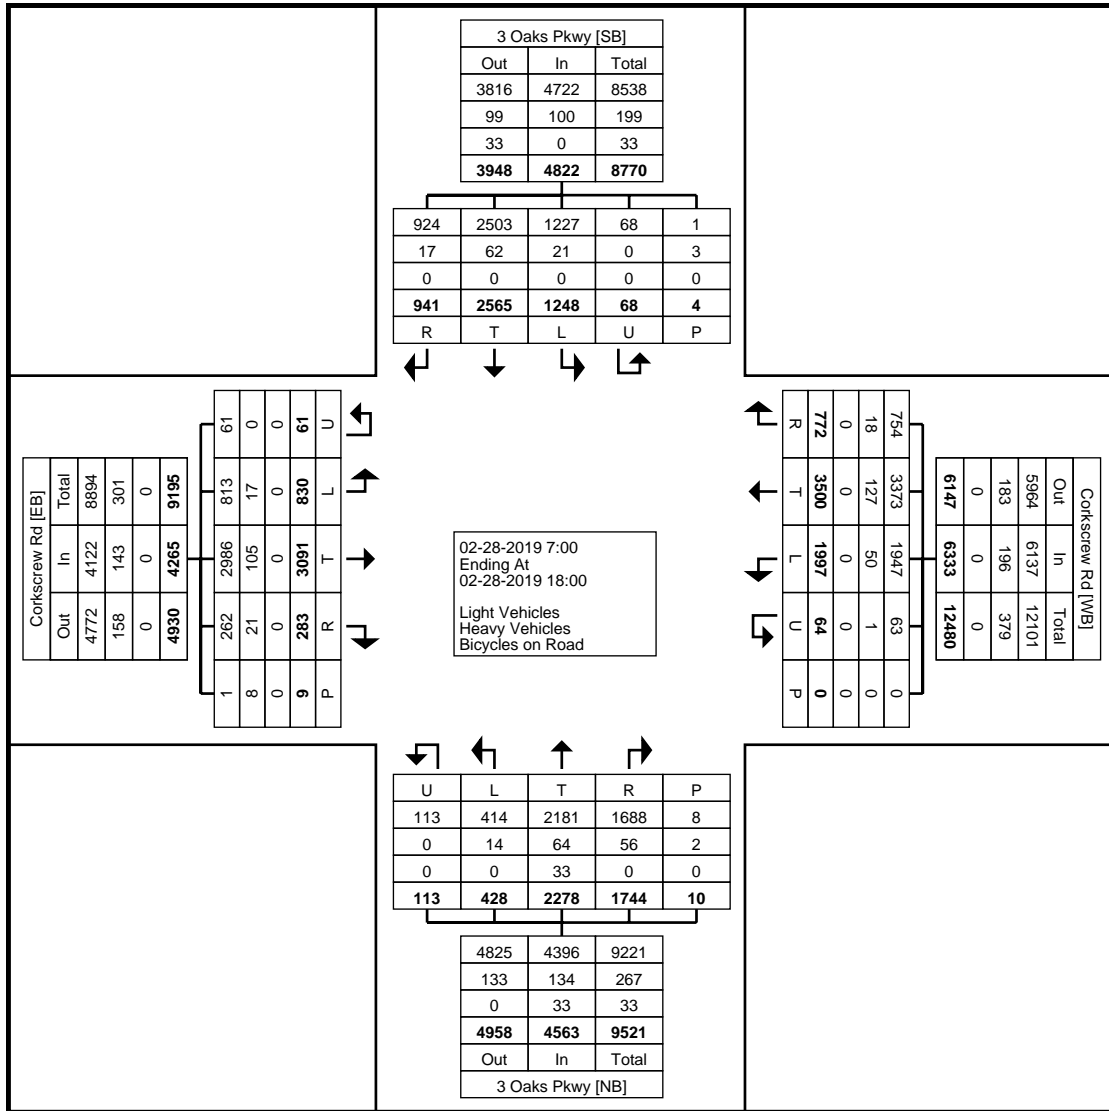 3 Oaks Pkwy [SB]
Out In Total
3816 4722 8538
99 100 199
33 0 33
3948 4822 8770
924 2503 1227 68 1
17 62 21 0 3
0 0 0 0 0
941 2565 1248 68 4
R T L U P
Corkscrew Rd [EB]
Total In Out
8894 4122 4772
301 143 158
0 0 0
9195 4265 4930
61 813 2986 262 1
0 17 105 21 8
0 0 0 0 0
61 830 3091 283 9
U L T R P
02-28-2019 7:00
Ending At
02-28-2019 18:00
Light Vehicles
Heavy Vehicles
Bicycles on Road
Corkscrew Rd [WB]
Out In Total
5964 6137 12101
183 196 379
0 0 0
6147 6333 12480
754 3373 1947 63 0
18 127 50 1 0
0 0 0 0 0
772 3500 1997 64 0
R T L U P
U L T R P
113 414 2181 1688 8
0 14 64 56 2
0 0 33 0 0
113 428 2278 1744 10
4825 4396 9221
133 134 267
0 33 33
4958 4563 9521
Out In Total
3 Oaks Pkwy [NB]